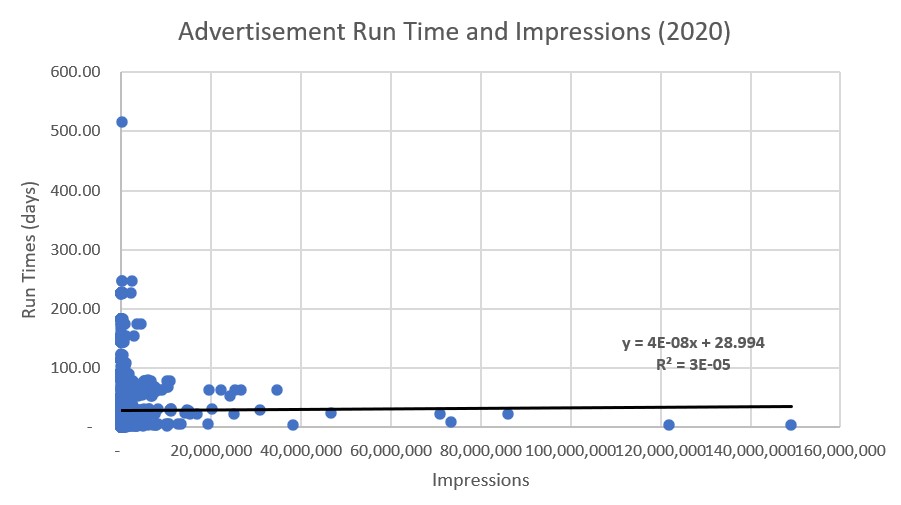 Advertisement Run Time and Impressions (2020)
600.00
500.00
400.00
300.00
200.00
100.00
-
Run Times (days)
y = 4E-08x + 28.994
R² = 3E-05
- 20,000,000 40,000,000 60,000,000 80,000,000 100,000,000 120,000,000 140,000,000 160,000,000
Impressions